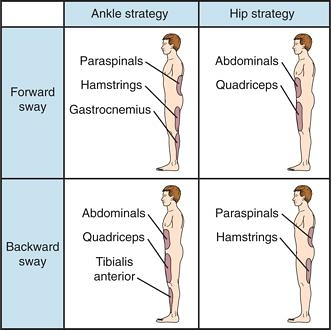 Ankle strategy
Hip strategy
Forward
sway
Paraspinals
Hamstrings
Gastrocnemius
Abdominals
Quadriceps
Backward
sway
Abdominals
Quadriceps
Tibialis
anterior
Paraspinals
Hamstrings